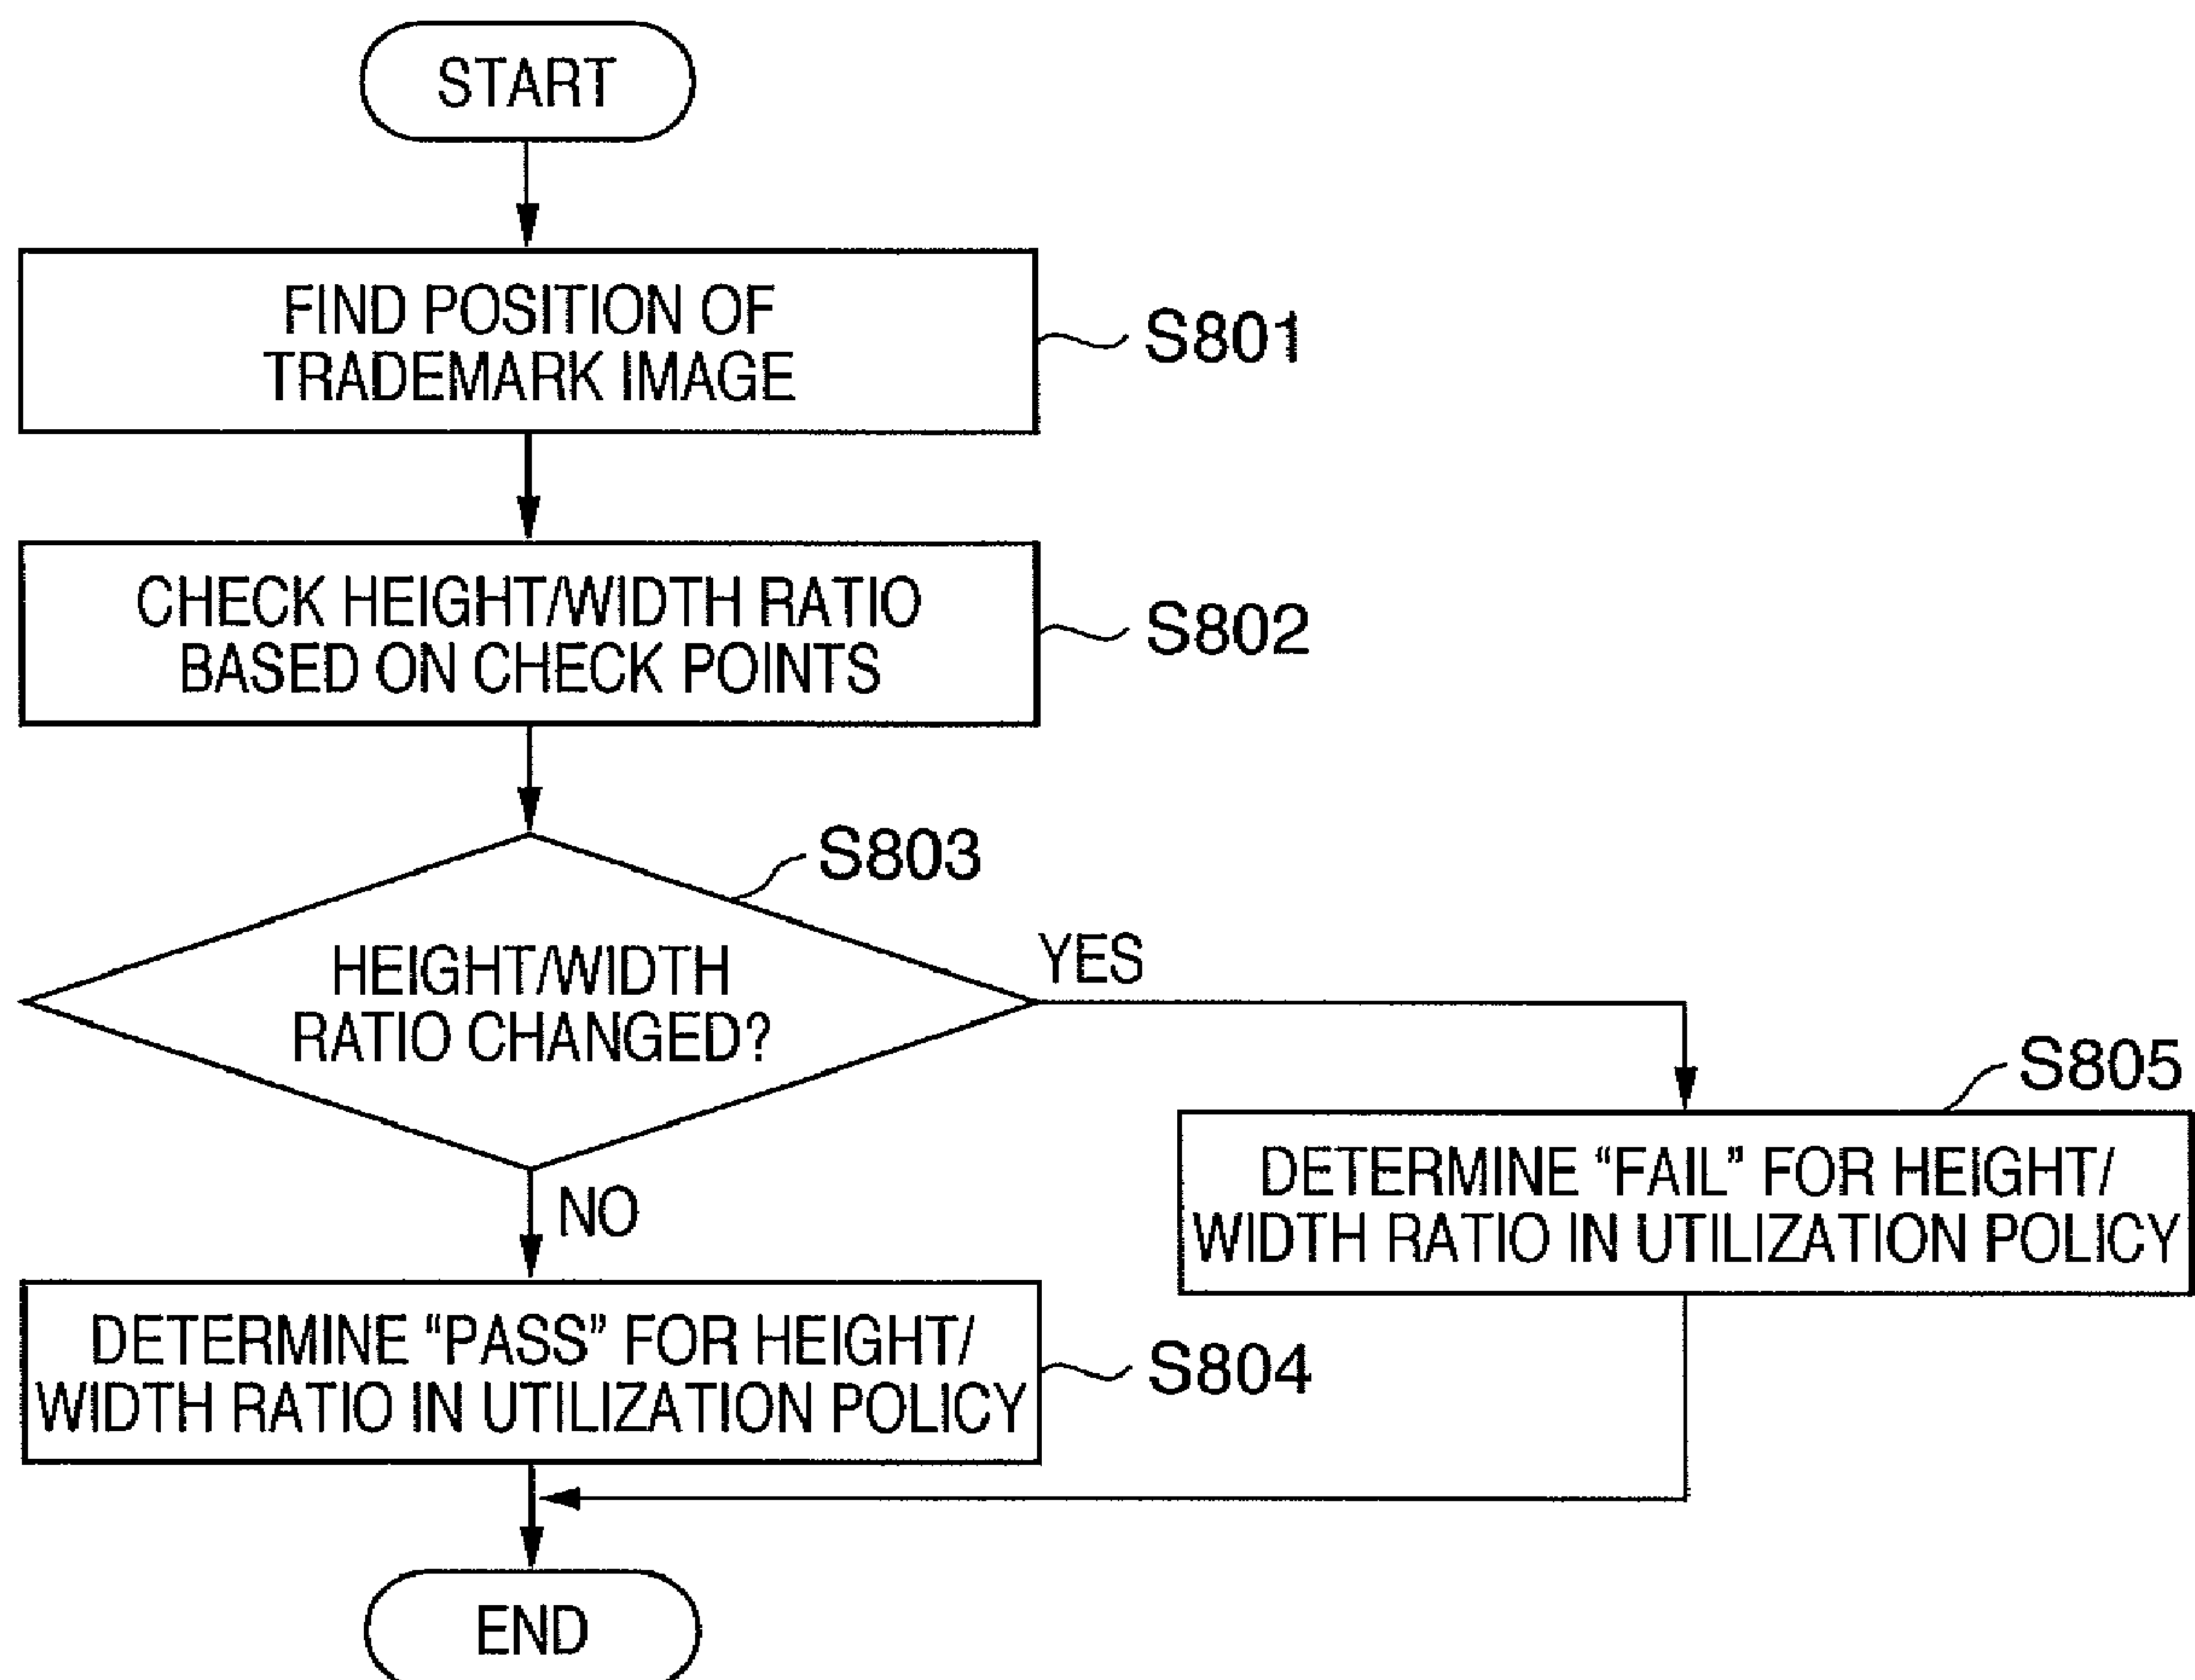 START
FIND POSITION OF
TRADEMARK IMAGE
S801
CHECK HEIGHT/WIDTH RATIO
BASED ON CHECK POINTS
S802
S803
HEIGHT/WIDTH
RATIO CHANGED?
YES
NO
S805
DETERMINE “FAIL” FOR HEIGHT/
WIDTH RATIO IN UTILIZATION POLICY
DETERMINE “PASS” FOR HEIGHT/
WIDTH RATIO IN UTILIZATION POLICY
S804
END